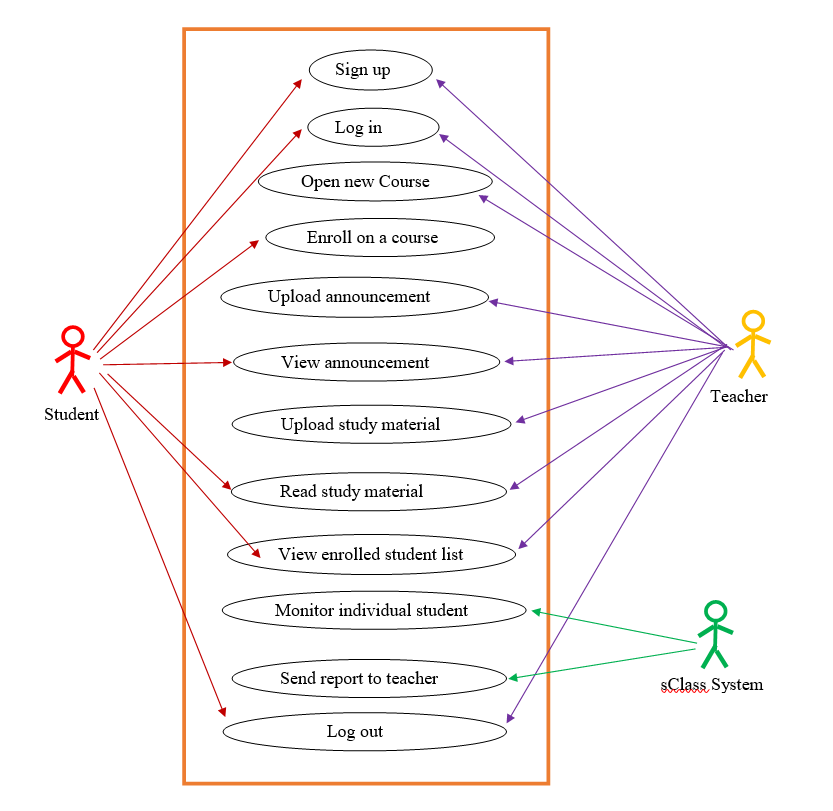 Sign up
Log in
Open new Course
Enroll on a course
Upload announcement
View announcement
Upload study material
Read study material
View enrolled student list
Monitor individual student
Send report to teacher
Log out
Student
Teacher
sClass System